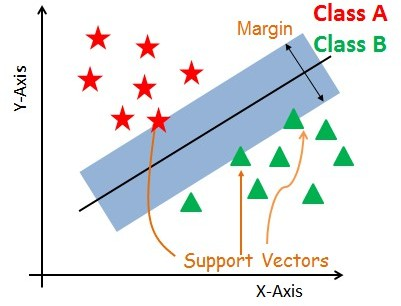 Class A
Margin
Class B
Y-Axis
Support Vectors
X-Axis